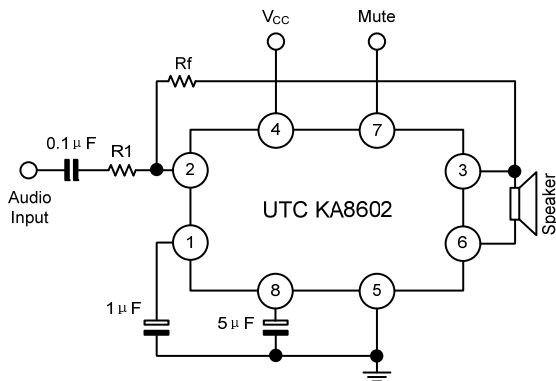 VCC
Mute
Rf
0.1μF
R1
Audio
Input
4
7
2
3
UTC KA8602
Speaker
1
6
8
5
1μF
5μF